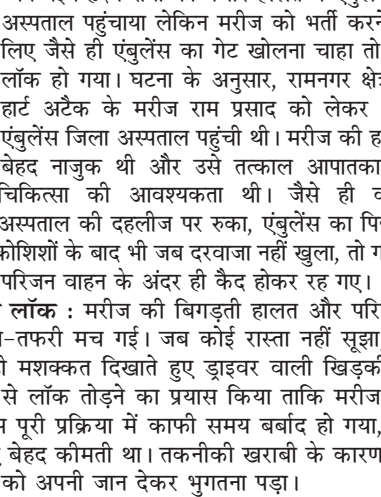 अस्पताल पहुंचाया लेकिन मरीज को भर्ती करने
लिए जैसे ही एंबुलेंस का गेट खोलना चाहा तो
लॉक हो गया। घटना के अनुसार, रामनगर क्षेत्र
हार्ट अटैक के मरीज राम प्रसाद को लेकर
एंबुलेंस जिला अस्पताल पहुंची थी। मरीज की ह
बेहद नाजुक थी और उसे तत्काल आपातका
चिकित्सा की आवश्यकता थी। जैसे ही व
अस्पताल की दहलीज पर रुका, एंबुलेंस का पि
कोशिशों के बाद भी जब दरवाजा नहीं खुला, तो ग
परिजन वाहन के अंदर ही कैद होकर रह गए।
लॉक : मरीज की बिगड़ती हालत और परि
-तफरी मच गई। जब कोई रास्ता नहीं सूझा,
मशक्कत दिखाते हुए ड्राइवर वाली खिड़की
से लॉक तोड़ने का प्रयास किया ताकि मरीज
पूरी प्रक्रिया में काफी समय बर्बाद हो गया,
बेहद कीमती था। तकनीकी खराबी के कारण
को अपनी जान देकर भुगतना पड़ा।